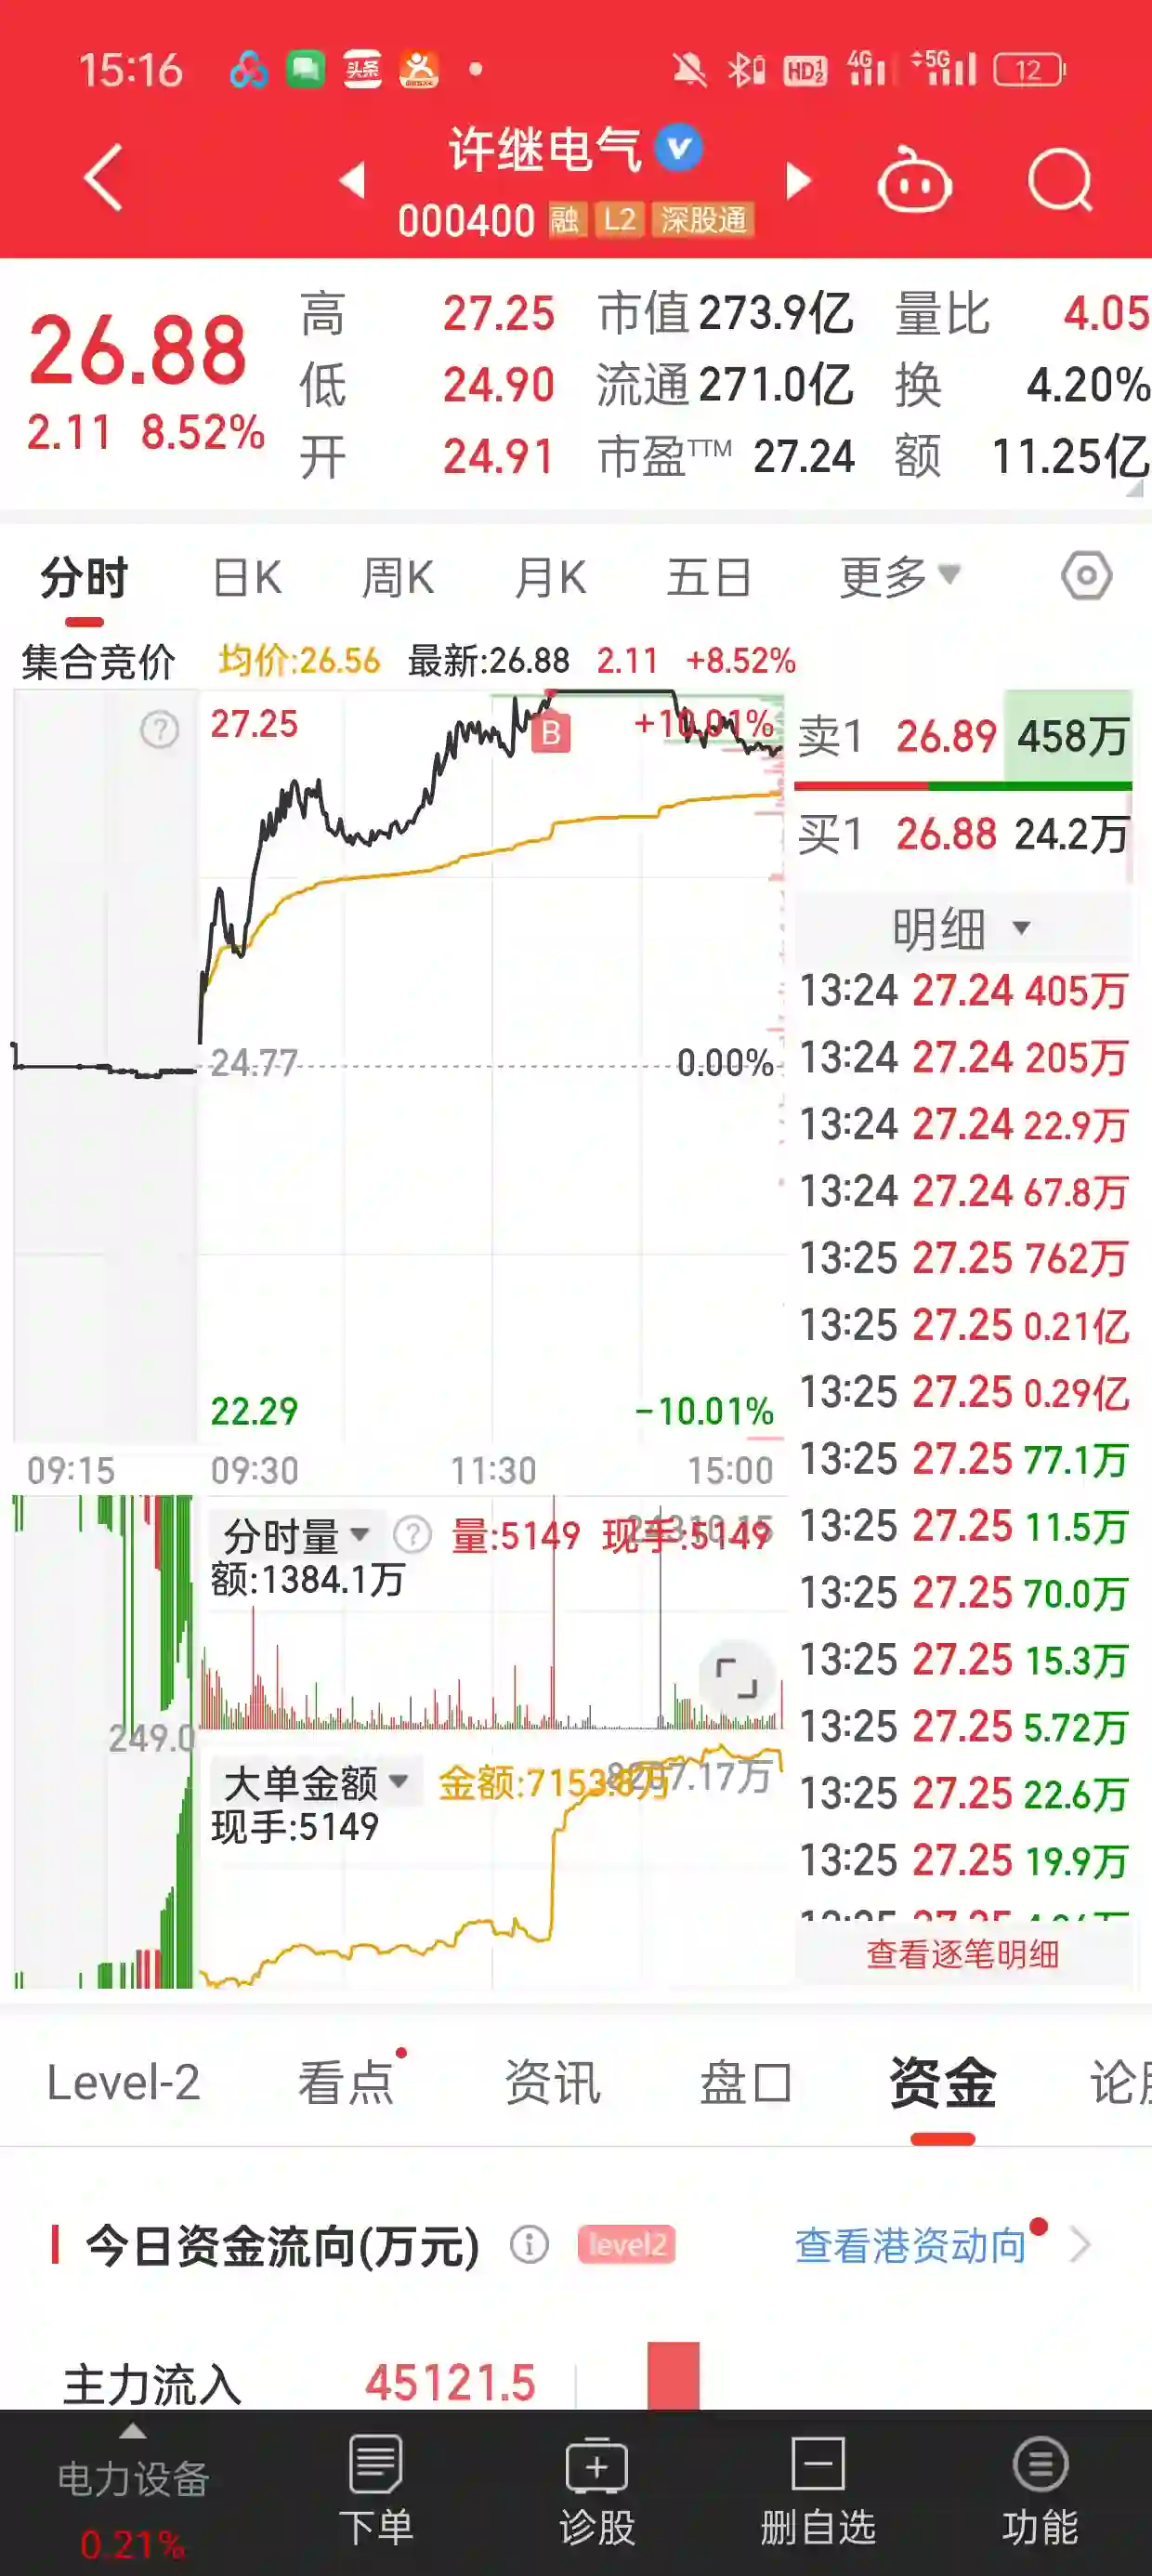 15:16 头条 HD 1 2 4G 5G 12
许继电气
000400 融 L2 深股通
26.88
2.11 8.52%
高 27.25 市值 273.9亿 量比 4.05
低 24.90 流通 271.0亿 换 4.20%
开 24.91 市盈TTM 27.24 额 11.25亿
分时 日K 周K 月K 五日 更多
集合竞价 均价:26.56 最新:26.88 2.11 +8.52%
27.25 B +10.01%
24.77 0.00%
22.29 -10.01%
09:15 09:30 11:30 15:00
卖1 26.89 458万
买1 26.88 24.2万
明细
13:24 27.24 405万
13:24 27.24 205万
13:24 27.24 22.9万
13:24 27.24 67.8万
13:25 27.25 762万
13:25 27.25 0.21亿
13:25 27.25 0.29亿
13:25 27.25 77.1万
13:25 27.25 11.5万
13:25 27.25 70.0万
13:25 27.25 15.3万
13:25 27.25 5.72万
13:25 27.25 22.6万
13:25 27.25 19.9万
查看逐笔明细
分时量 量:5149 现手:5149
额:1384.1万
249.0
大单金额 金额:7153.8万
现手:5149
Level-2 看点 资讯 盘口 资金
今日资金流向(万元) level2 查看港资动向
主力流入 45121.5
电力设备
0.21%
下单 诊股 删自选 功能